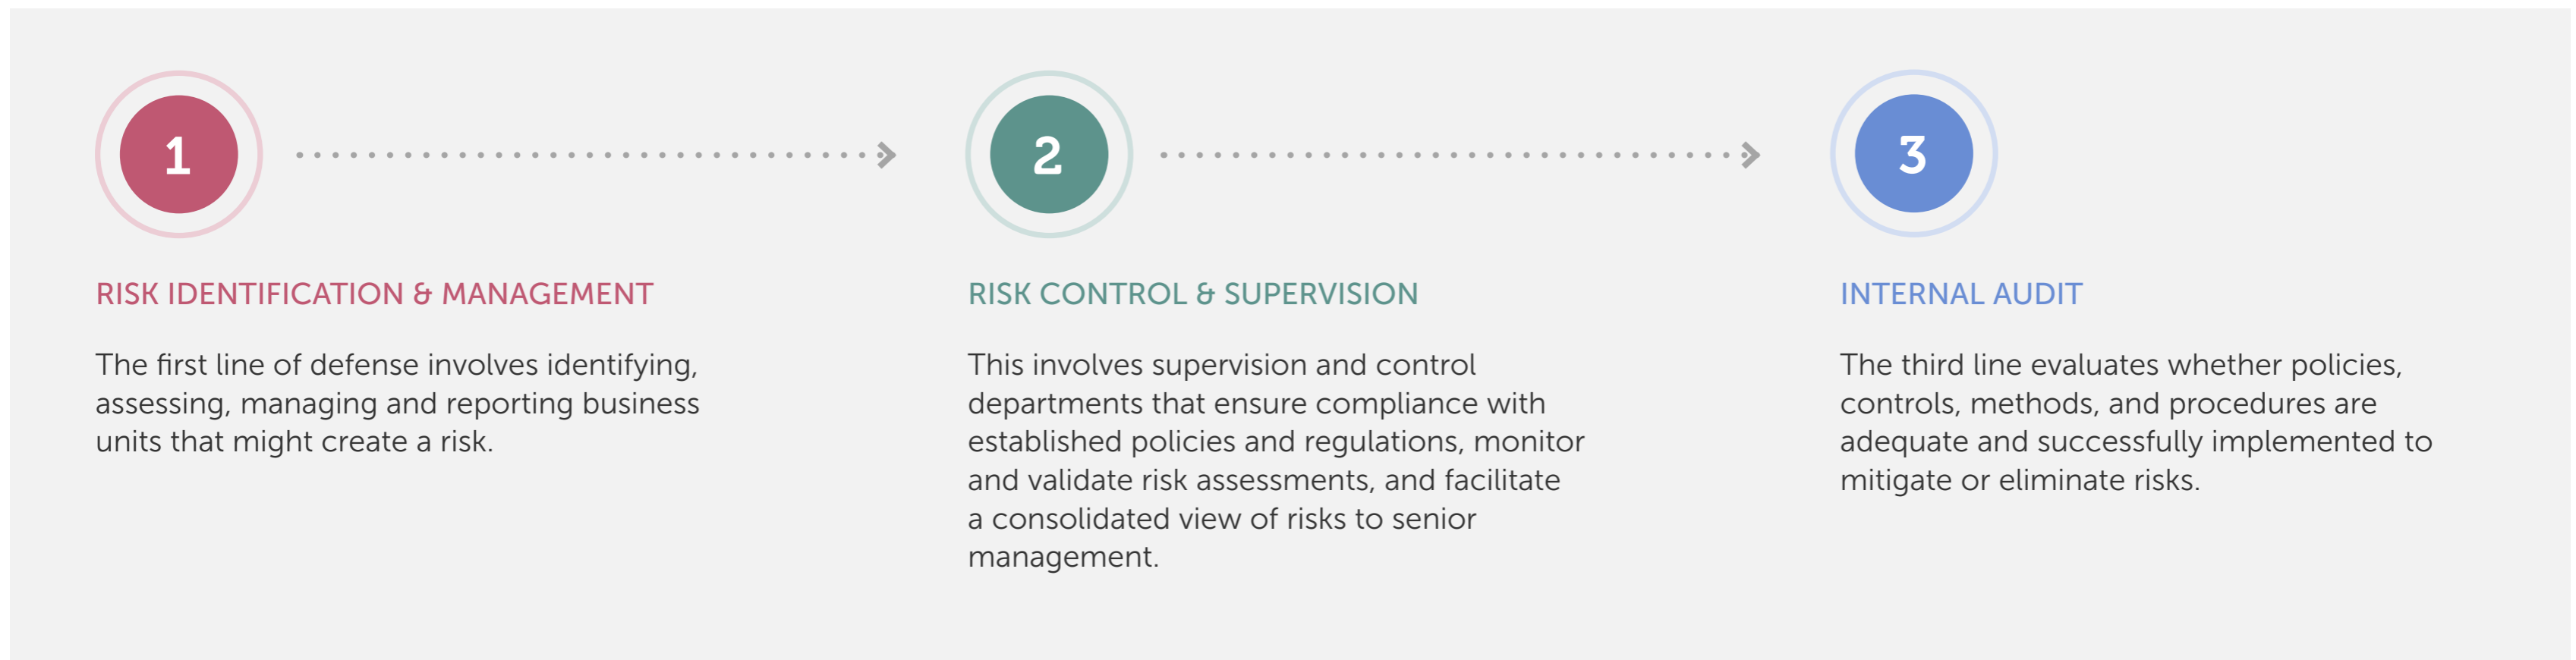 1
2
3
RISK IDENTIFICATION & MANAGEMENT
The first line of defense involves identifying,
assessing, managing and reporting business
units that might create a risk.
RISK CONTROL & SUPERVISION
This involves supervision and control
departments that ensure compliance with
established policies and regulations, monitor
and validate risk assessments, and facilitate
a consolidated view of risks to senior
management.
INTERNAL AUDIT
The third line evaluates whether policies,
controls, methods, and procedures are
adequate and successfully implemented to
mitigate or eliminate risks.